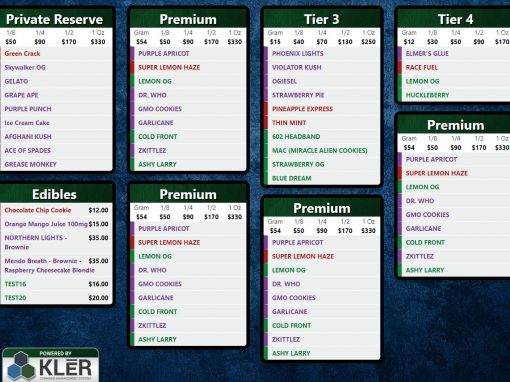 Private Reserve
1/8 1/4 1/2 1 Oz
$50 $90 $170 $330
Green Crack
Skywalker OG
GELATO
GRAPE APE
PURPLE PUNCH
Ice Cream Cake
AFGHANI KUSH
ACE OF SPADES
GREASE MONKEY
Edibles
Chocolate Chip Cookie $12.00
Orange Mango Juice 100mg $15.00
NORTHERN LIGHTS - $35.00
Brownie
Mendo Breath - Brownie - $35.00
Raspberry Cheesecake Blondie
TEST16 $16.00
TEST20 $20.00
POWERED BY
KLĒR
CANNABIS MANAGEMENT SYSTEMS
Premium
Gram 1/8 1/4 1/2 1 Oz
$54 $50 $90 $170 $330
PURPLE APRICOT
SUPER LEMON HAZE
LEMON OG
DR. WHO
GMO COOKIES
GARLICANE
COLD FRONT
ZKITTLEZ
ASHY LARRY
Premium
Gram 1/8 1/4 1/2 1 Oz
$54 $50 $90 $170 $330
PURPLE APRICOT
SUPER LEMON HAZE
LEMON OG
DR. WHO
GMO COOKIES
GARLICANE
COLD FRONT
ZKITTLEZ
ASHY LARRY
Tier 3
Gram 1/8 1/4 1/2 1 Oz
$15 $40 $70 $130 $250
PHOENIX LIGHTS
VIOLATOR KUSH
OGIESEL
STRAWBERRY PIE
PINEAPPLE EXPRESS
THIN MINT
602 HEADBAND
MAC (MIRACLE ALIEN COOKIES)
STRAWBERRY OG
BLUE DREAM
Premium
Gram 1/8 1/4 1/2 1 Oz
$54 $50 $90 $170 $330
PURPLE APRICOT
SUPER LEMON HAZE
LEMON OG
DR. WHO
GMO COOKIES
GARLICANE
COLD FRONT
ZKITTLEZ
ASHY LARRY
Tier 4
Gram 1/8 1/4 1/2 1 Oz
$12 $30 $50 $90 $170
ELMER'S GLUE
RACE FUEL
LEMON OG
HUCKLEBERRY
Premium
Gram 1/8 1/4 1/2 1 Oz
$54 $50 $90 $170 $330
PURPLE APRICOT
SUPER LEMON HAZE
LEMON OG
DR. WHO
GMO COOKIES
GARLICANE
COLD FRONT
ZKITTLEZ
ASHY LARRY